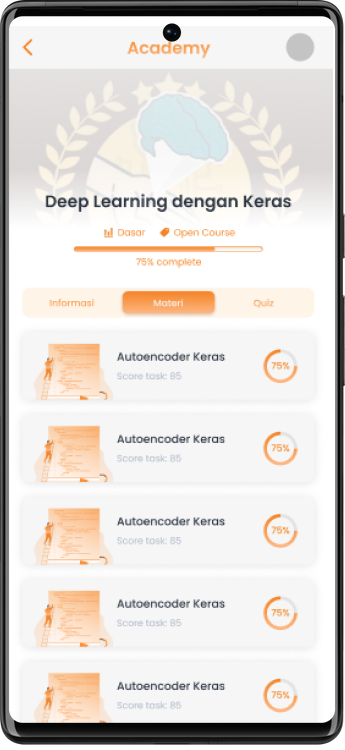 Academy
Deep Learning dengan Keras
Dasar Open Course
75% complete
Informasi Materi Quiz
Autoencoder Keras
Score task: 85
75%
Autoencoder Keras
Score task: 85
75%
Autoencoder Keras
Score task: 85
75%
Autoencoder Keras
Score task: 85
75%
Autoencoder Keras
Score task: 85
75%